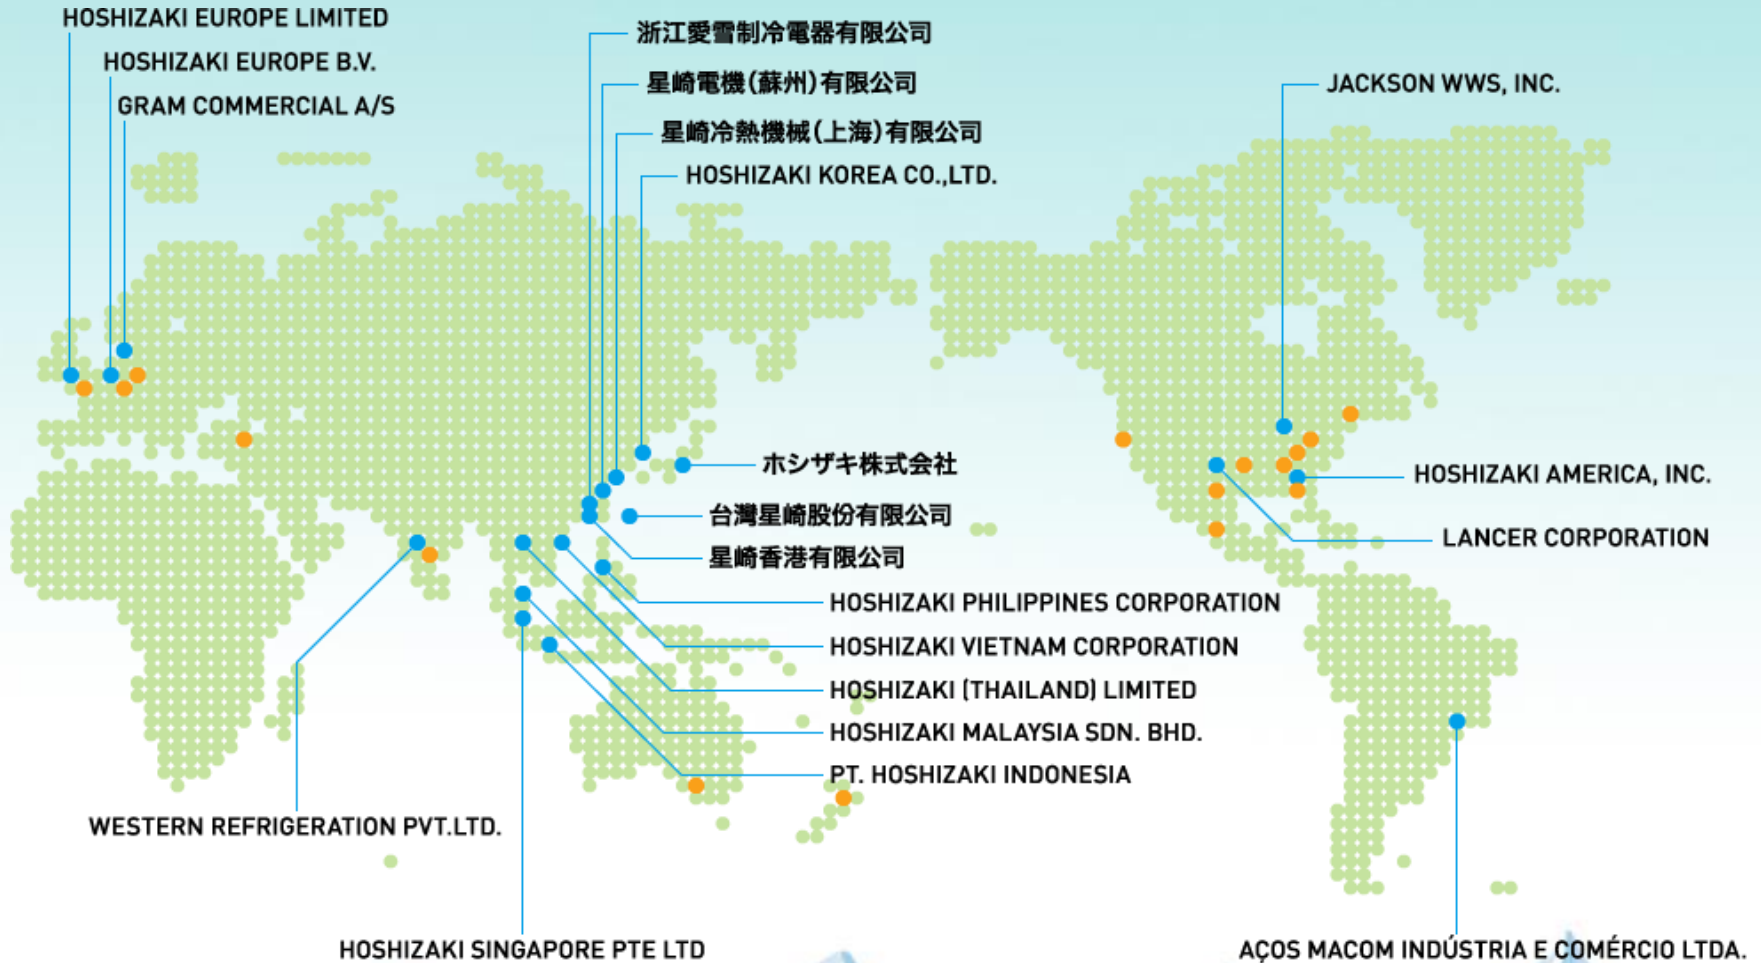 HOSHIZAKI EUROPE LIMITED
HOSHIZAKI EUROPE B.V.
GRAM COMMERCIAL A/S
浙江愛雪制冷電器有限公司
星崎電機(蘇州)有限公司
星崎冷熱機械(上海)有限公司
HOSHIZAKI KOREA CO.,LTD.
JACKSON WWS, INC.
ホシザキ株式会社
台灣星崎股份有限公司
星崎香港有限公司
HOSHIZAKI AMERICA, INC.
LANCER CORPORATION
HOSHIZAKI PHILIPPINES CORPORATION
HOSHIZAKI VIETNAM CORPORATION
HOSHIZAKI (THAILAND) LIMITED
HOSHIZAKI MALAYSIA SDN. BHD.
PT. HOSHIZAKI INDONESIA
WESTERN REFRIGERATION PVT.LTD.
HOSHIZAKI SINGAPORE PTE LTD
AÇOS MACOM INDÚSTRIA E COMÉRCIO LTDA.